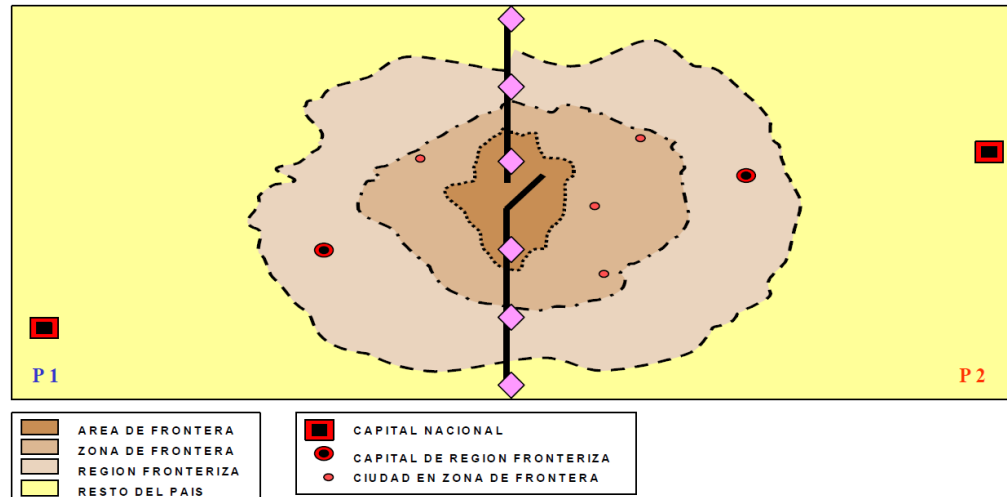 P 1
P 2
AREA DE FRONTERA
ZONA DE FRONTERA
REGION FRONTERIZA
RESTO DEL PAIS
CAPITAL NACIONAL
CAPITAL DE REGION FRONTERIZA
CIUDAD EN ZONA DE FRONTERA